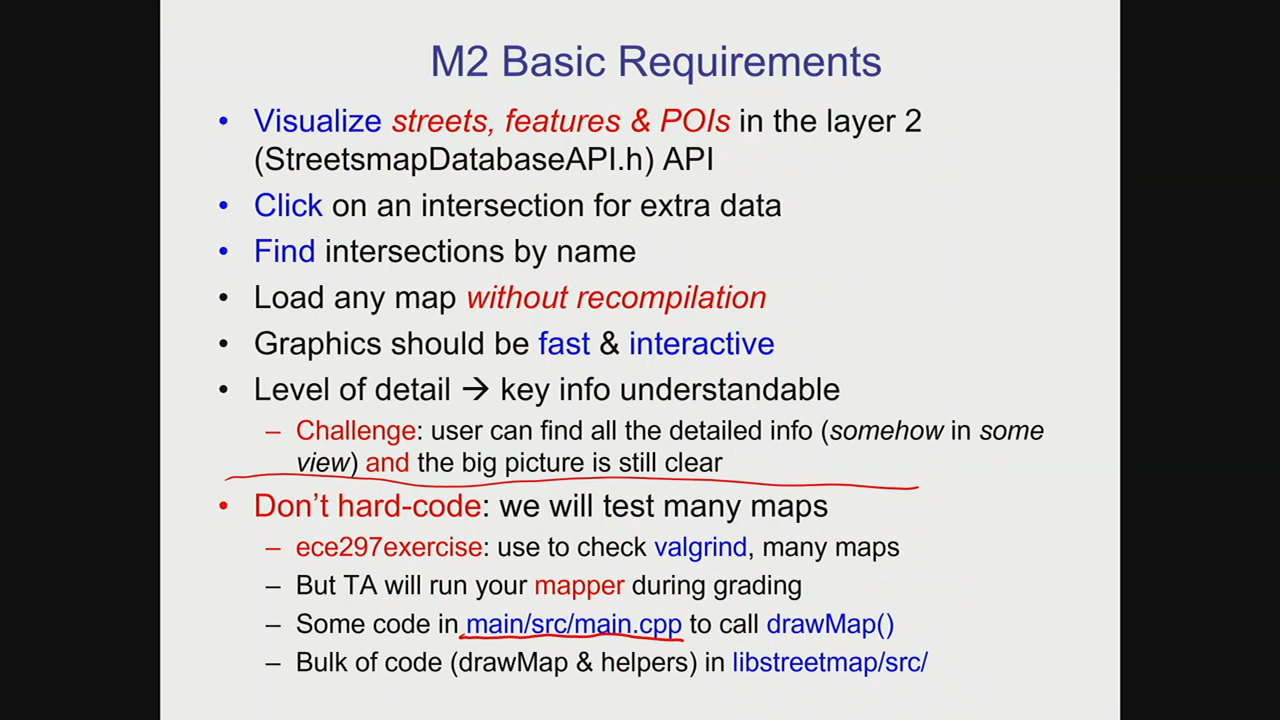 M2 Basic Requirements
• Visualize streets, features & POIs in the layer 2
(StreetsmapDatabaseAPI.h) API
• Click on an intersection for extra data
• Find intersections by name
• Load any map without recompilation
• Graphics should be fast & interactive
• Level of detail → key info understandable
– Challenge: user can find all the detailed info (somehow in some
view) and the big picture is still clear
• Don't hard-code: we will test many maps
– ece297exercise: use to check valgrind, many maps
– But TA will run your mapper during grading
– Some code in main/src/main.cpp to call drawMap()
– Bulk of code (drawMap & helpers) in libstreetmap/src/